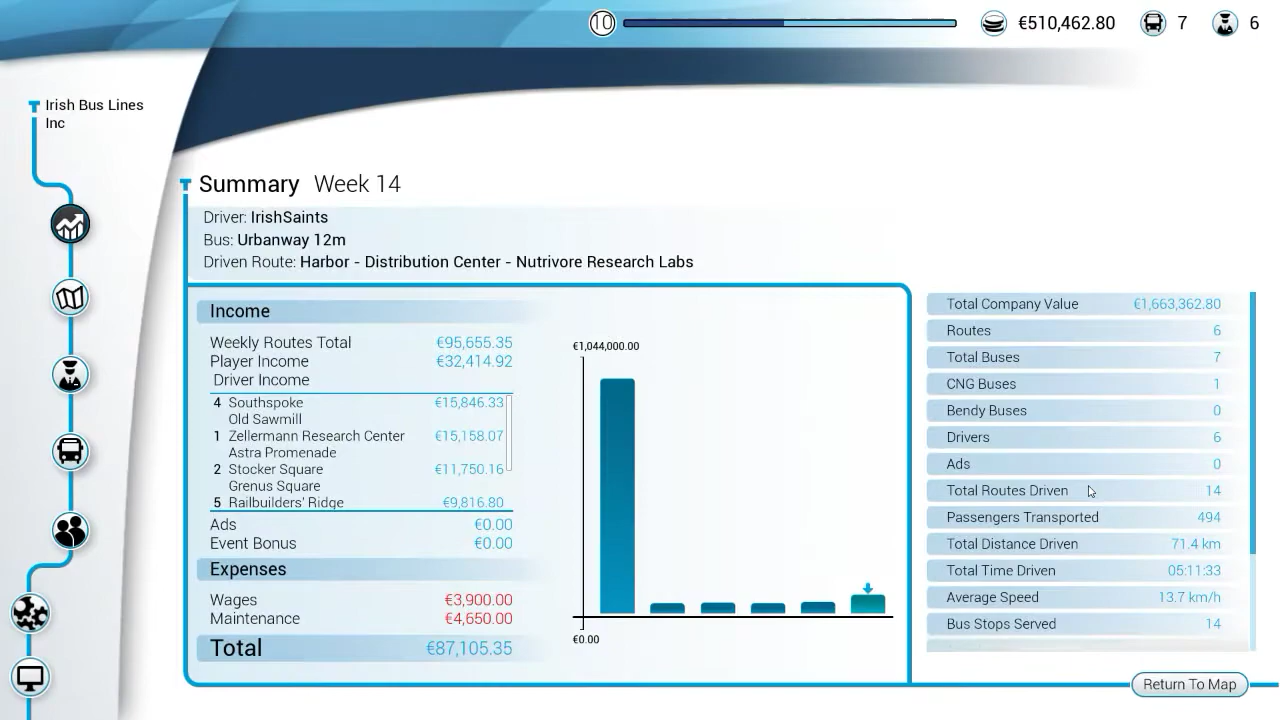 10
€510,462.80
7
6
Irish Bus Lines
Inc
Summary Week 14
Driver: IrishSaints
Bus: Urbanway 12m
Driven Route: Harbor - Distribution Center - Nutrivore Research Labs
Income
Weekly Routes Total €95,655.35
Player Income €32,414.92
Driver Income
4 Southspoke €15,846.33
Old Sawmill
1 Zellermann Research Center €15,158.07
Astra Promenade
2 Stocker Square €11,750.16
Grenus Square
5 Railbuilders' Ridge €9,816.80
Ads €0.00
Event Bonus €0.00
Expenses
Wages €3,900.00
Maintenance €4,650.00
Total €87,105.35
€1,044,000.00
€0.00
Total Company Value €1,663,362.80
Routes 6
Total Buses 7
CNG Buses 1
Bendy Buses 0
Drivers 6
Ads 0
Total Routes Driven 14
Passengers Transported 494
Total Distance Driven 71.4 km
Total Time Driven 05:11:33
Average Speed 13.7 km/h
Bus Stops Served 14
Return To Map